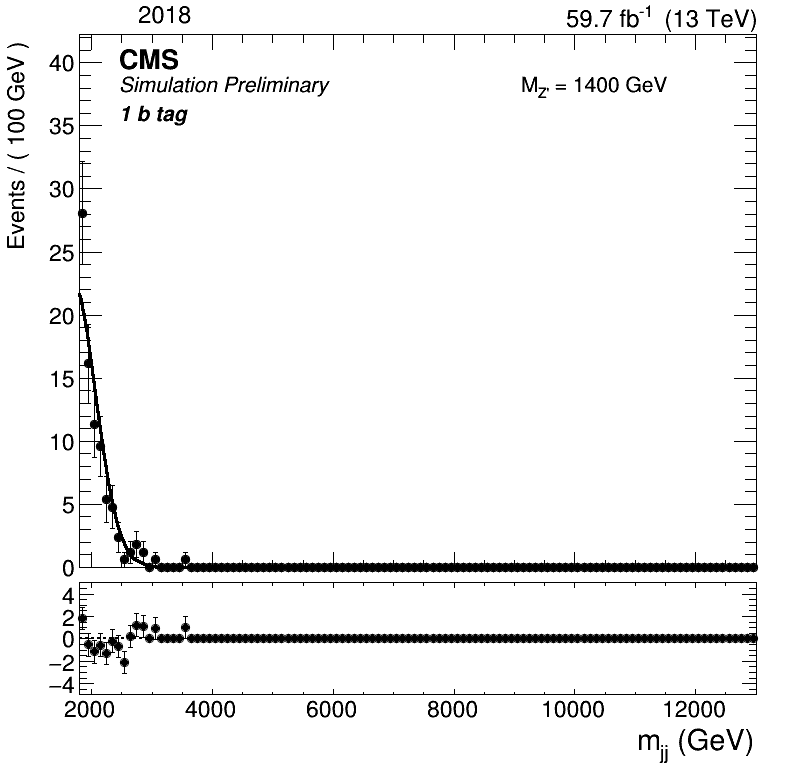 2018
59.7 fb-1 (13 TeV)
CMS
Simulation Preliminary
MZ' = 1400 GeV
1 b tag
Events / ( 100 GeV )
40
35
30
25
20
15
10
5
0
4
2
0
−2
−4
2000 4000 6000 8000 10000 12000
mjj (GeV)